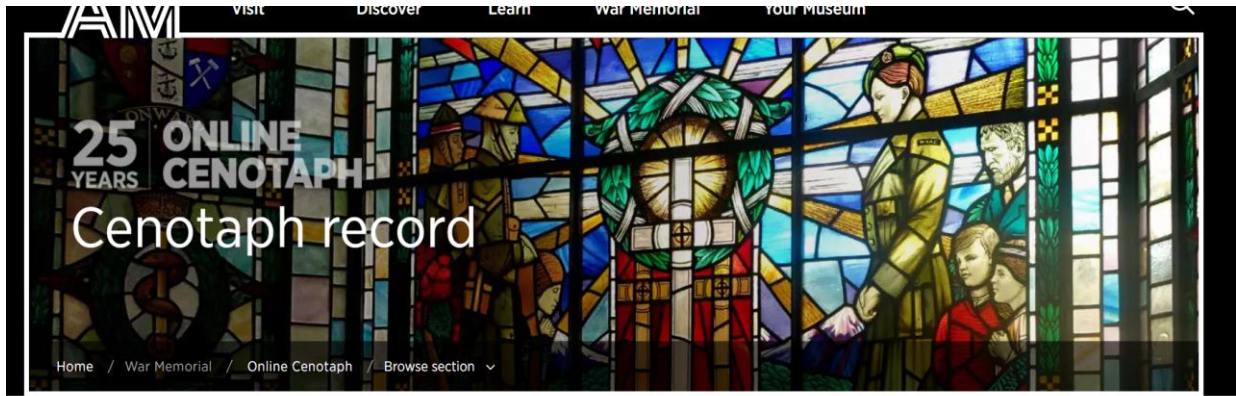 AM Visit Discover Learn War Memorial Your Museum
ONWARD
25 YEARS ONLINE CENOTAPH
Cenotaph record
Home / War Memorial / Online Cenotaph / Browse section